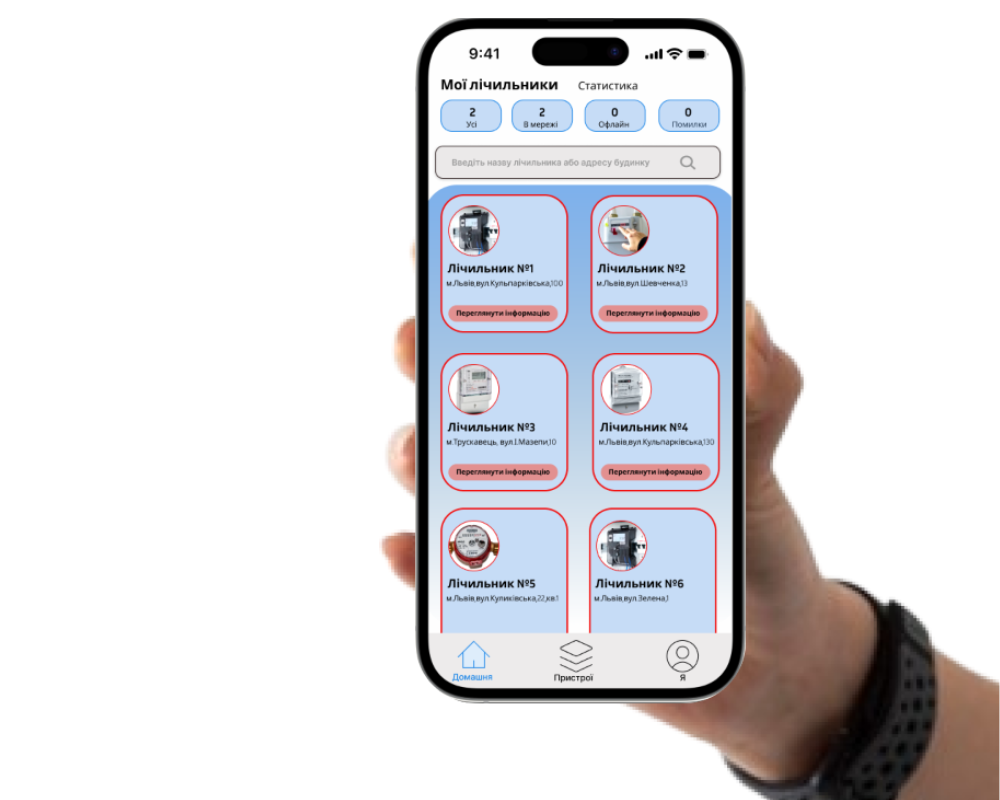 9:41
Мої лічильники Статистика
2 2 0 0
Усі В мережі Офлайн Помилки
Введіть назву лічильника або адресу будинку
Лічильник №1
м.Львів,вул.Кульпарківська,100
Переглянути інформацію
Лічильник №2
м.Львів,вул.Шевченка,13
Переглянути інформацію
Лічильник №3
м.Трускавець, вул.І.Мазепи,10
Переглянути інформацію
Лічильник №4
м.Львів,вул.Кульпарківська,130
Переглянути інформацію
Лічильник №5
м.Львів,вул.Куликівська,22,кв.1
Лічильник №6
м.Львів,вул.Зелена,1
Домашня Пристрої Я